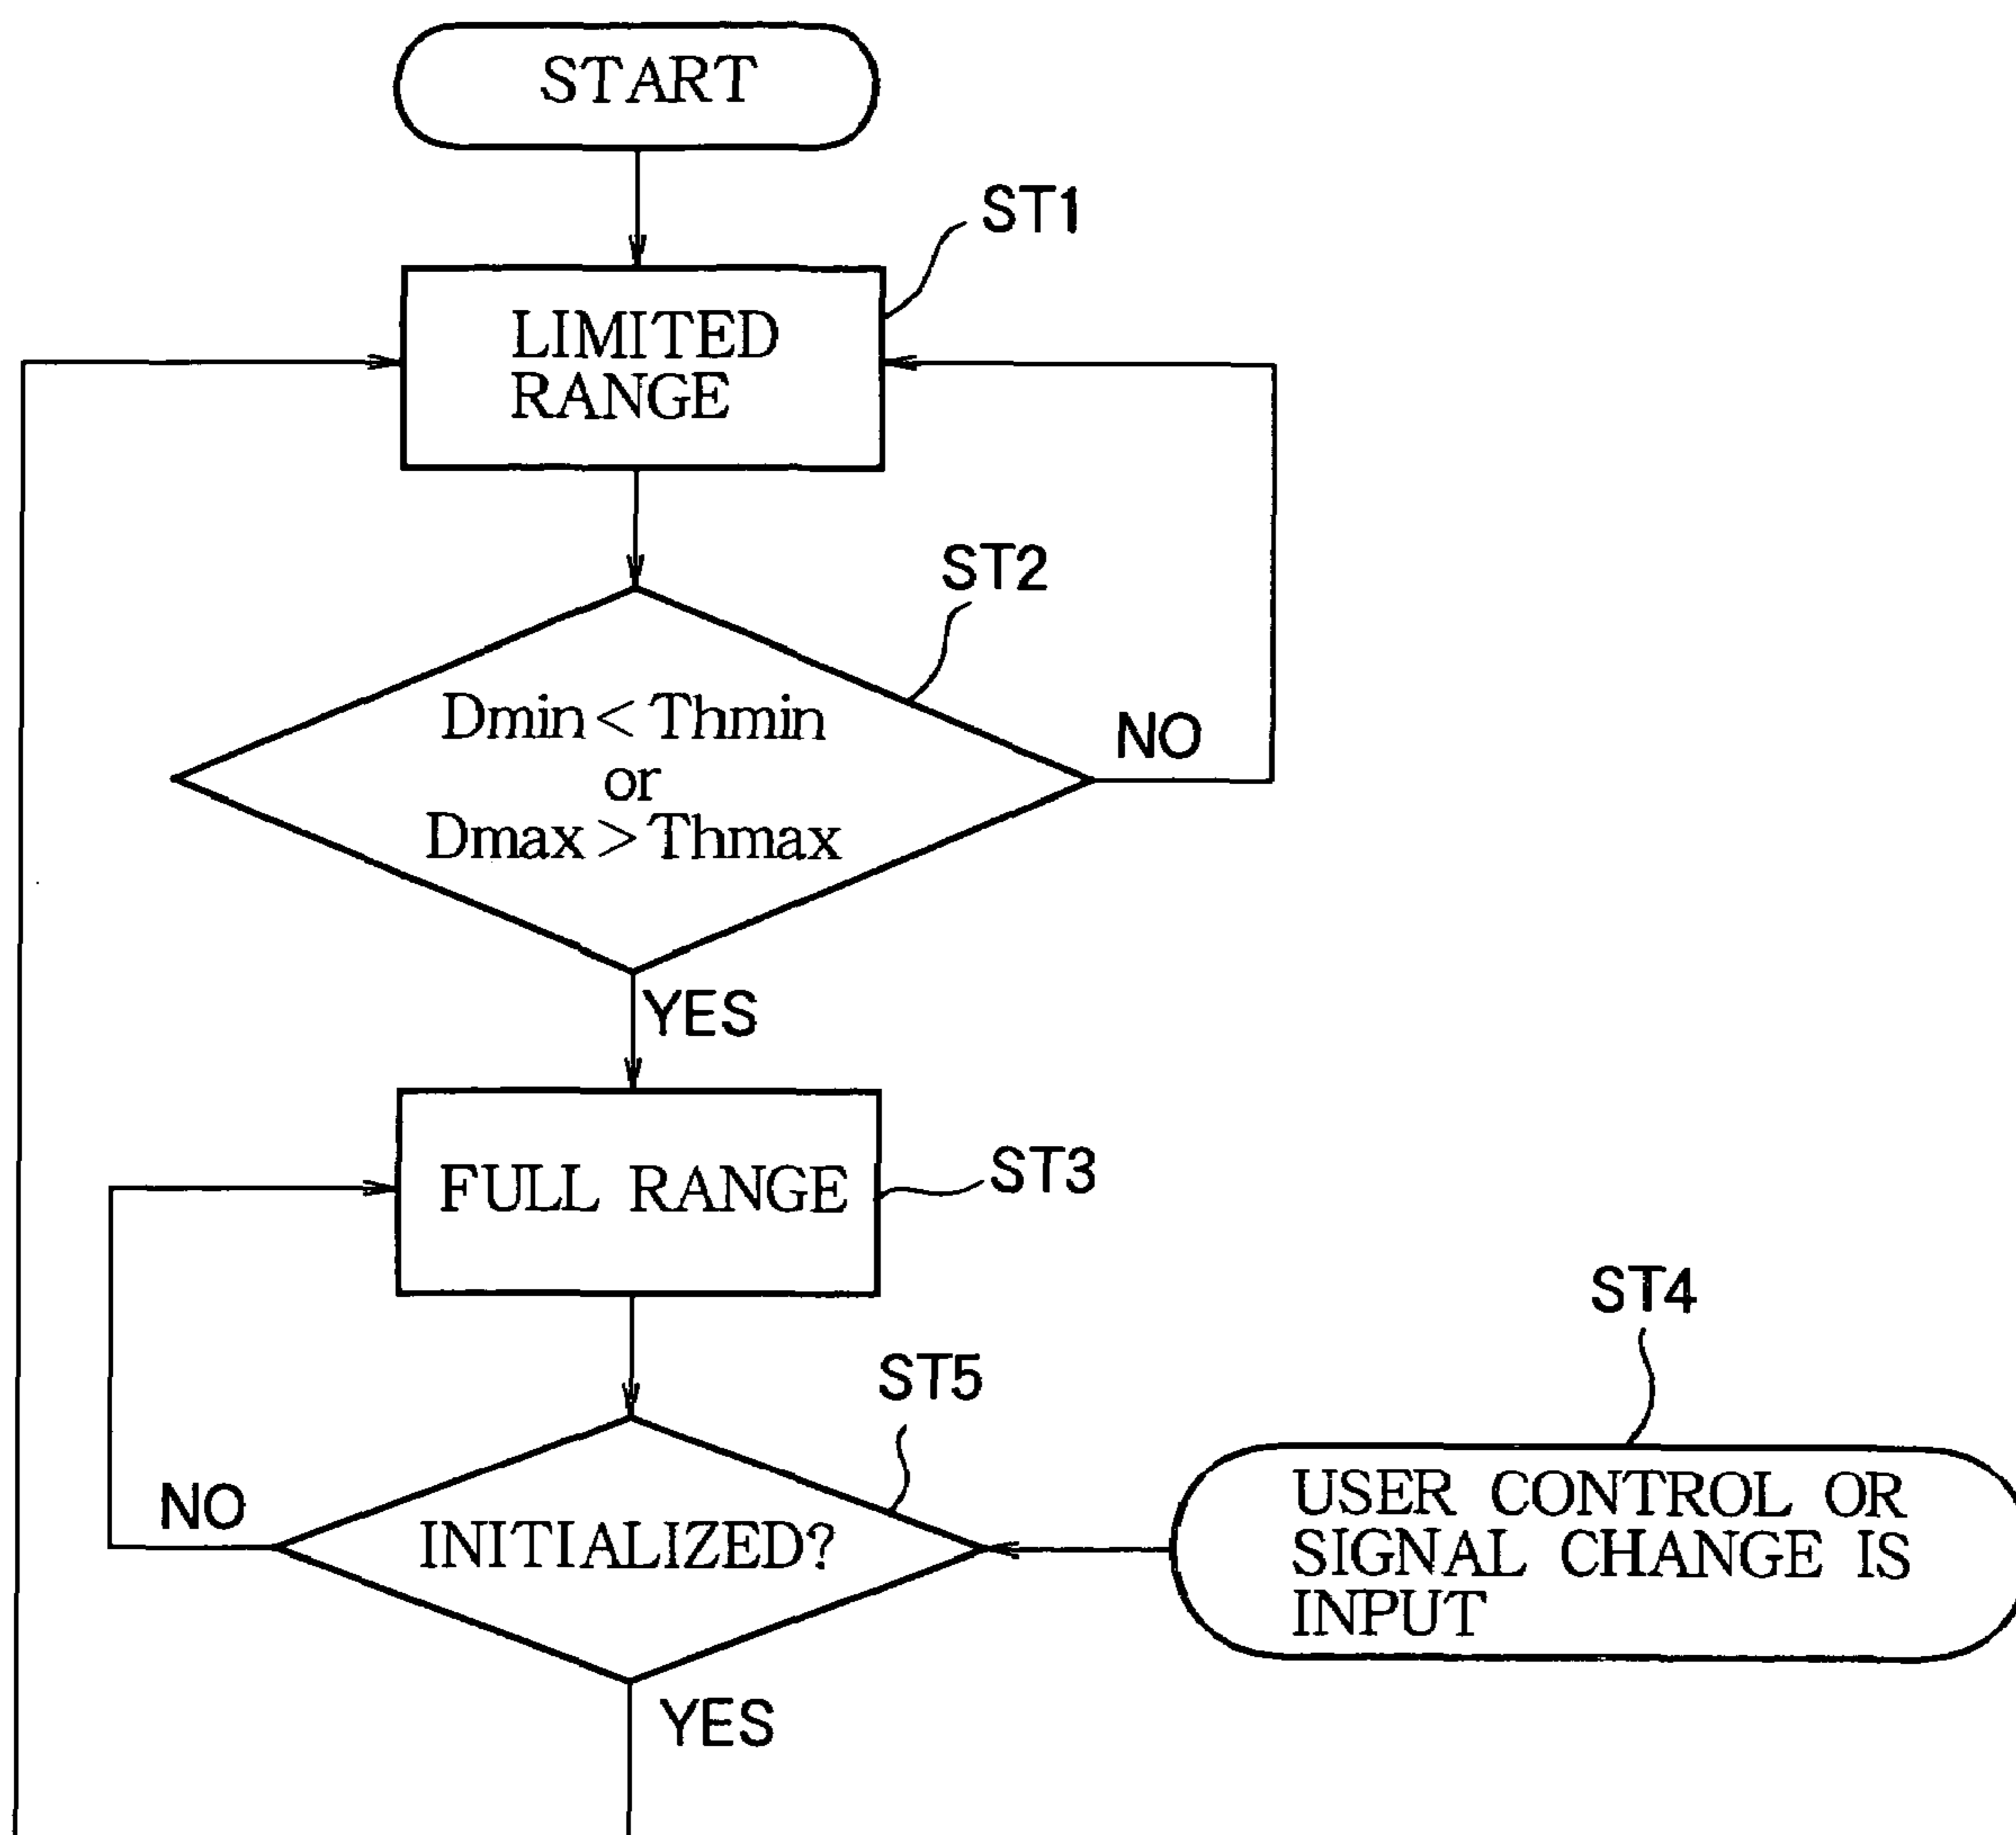 START
ST1
LIMITED
RANGE
ST2
Dmin < Thmin
or
Dmax > Thmax
NO
YES
FULL RANGE
ST3
ST4
ST5
NO
INITIALIZED?
USER CONTROL OR
SIGNAL CHANGE IS
INPUT
YES